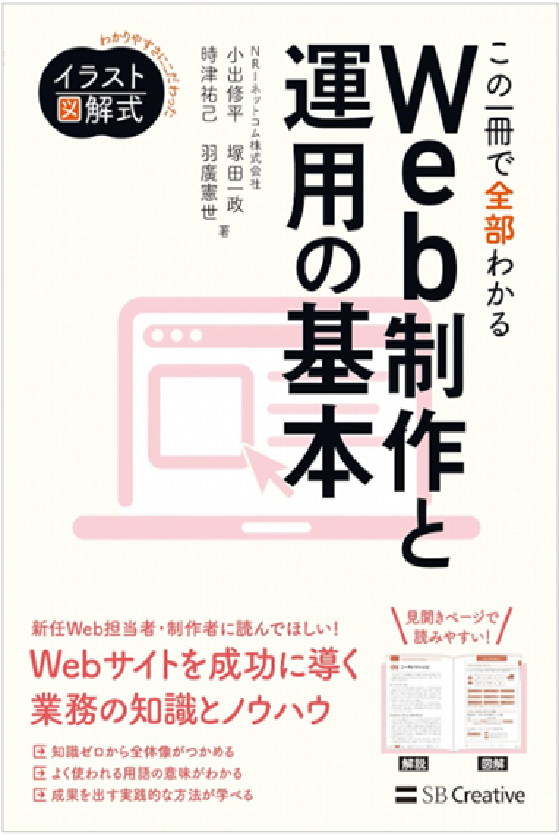 わかりやすさにこだわった
イラスト
図解式
この一冊で全部わかる
Web制作と
運用の基本
NRIネットコム株式会社
小出修平 塚田一政
時津祐己 羽廣憲世 著
新任Web担当者・制作者に読んでほしい!
Webサイトを成功に導く
業務の知識とノウハウ
知識ゼロから全体像がつかめる
よく使われる用語の意味がわかる
成果を出す実践的な方法が学べる
見開きページで
読みやすい!
解説
図解
SB Creative